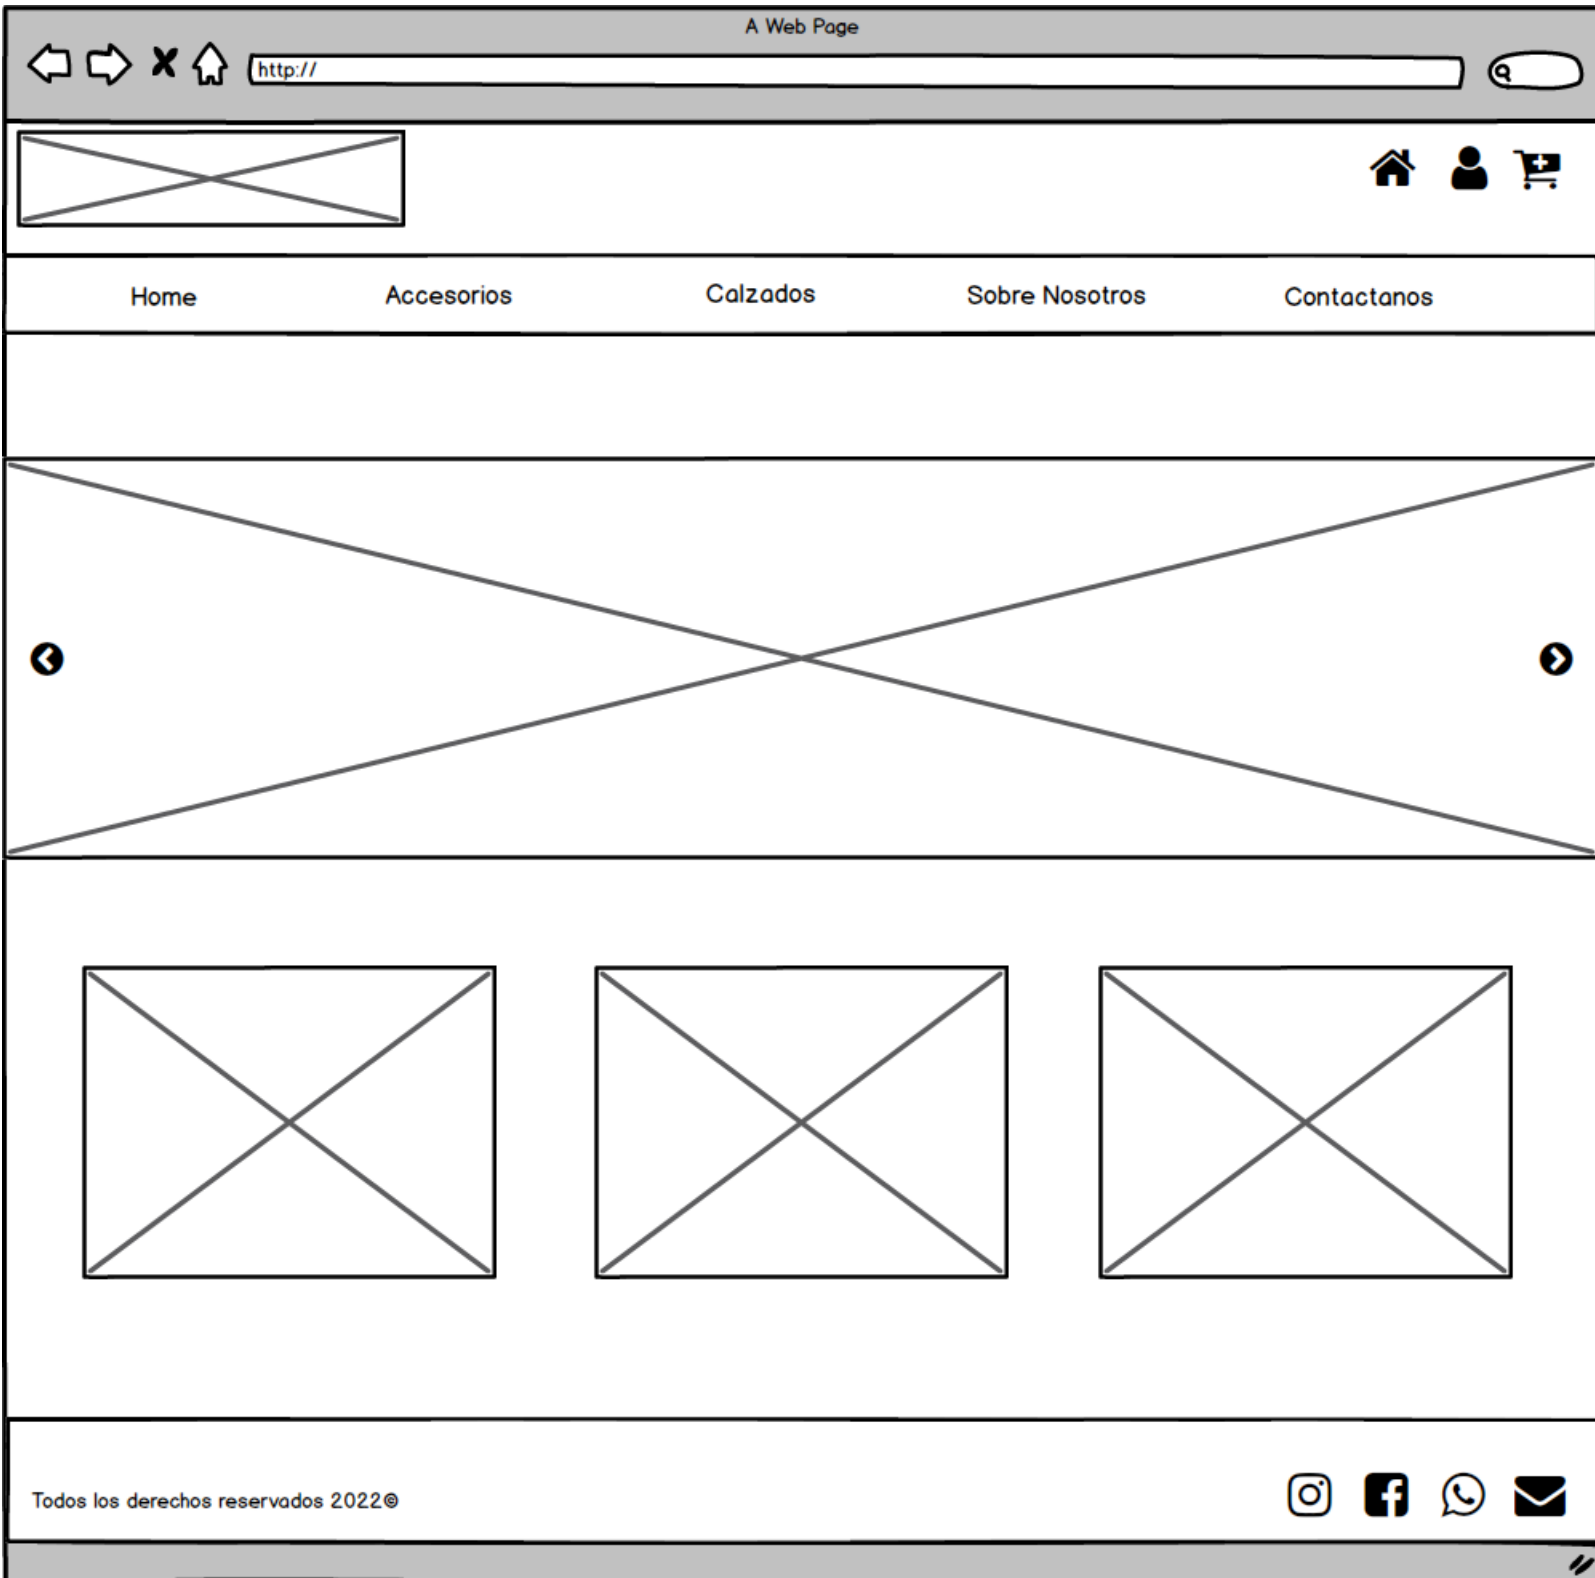 A Web Page
http://
Home
Accesorios
Calzados
Sobre Nosotros
Contactanos
Todos los derechos reservados 2022©